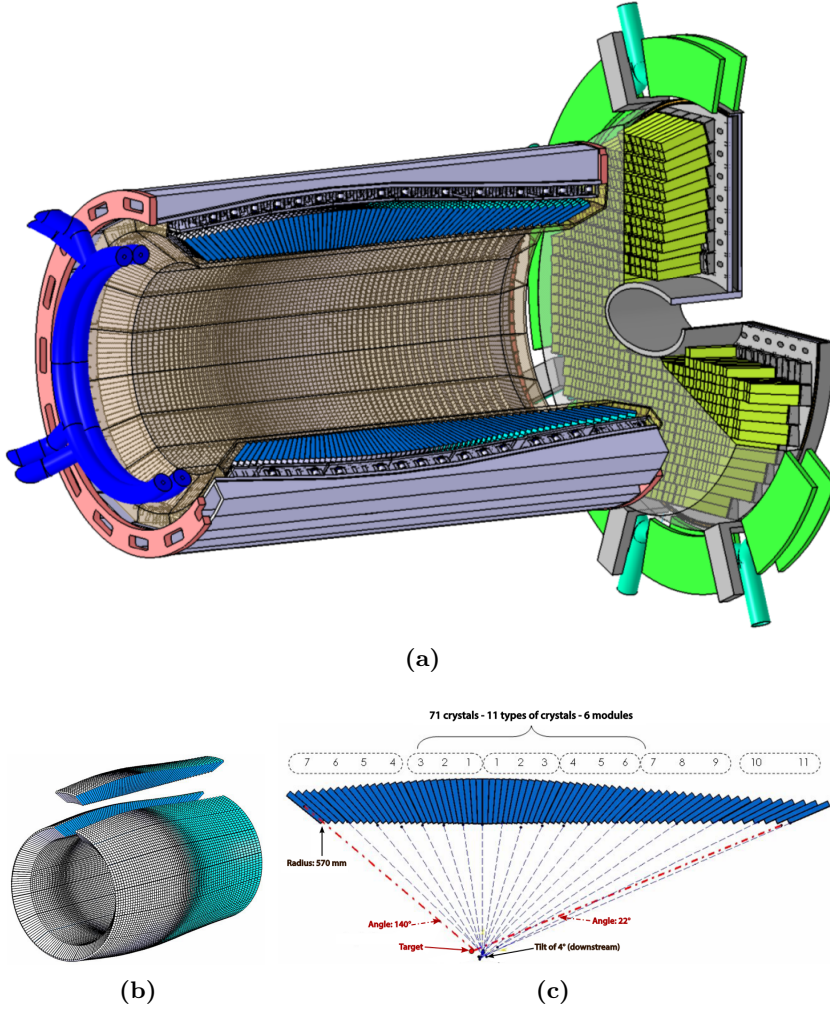 (a)
71 crystals - 11 types of crystals - 6 modules
7 6 5 4 3 2 1 1 2 3 4 5 6 7 8 9 10 11
Radius: 570 mm
Angle: 140°
Angle: 22°
Target
Tilt of 4° (downstream)
(b)
(c)